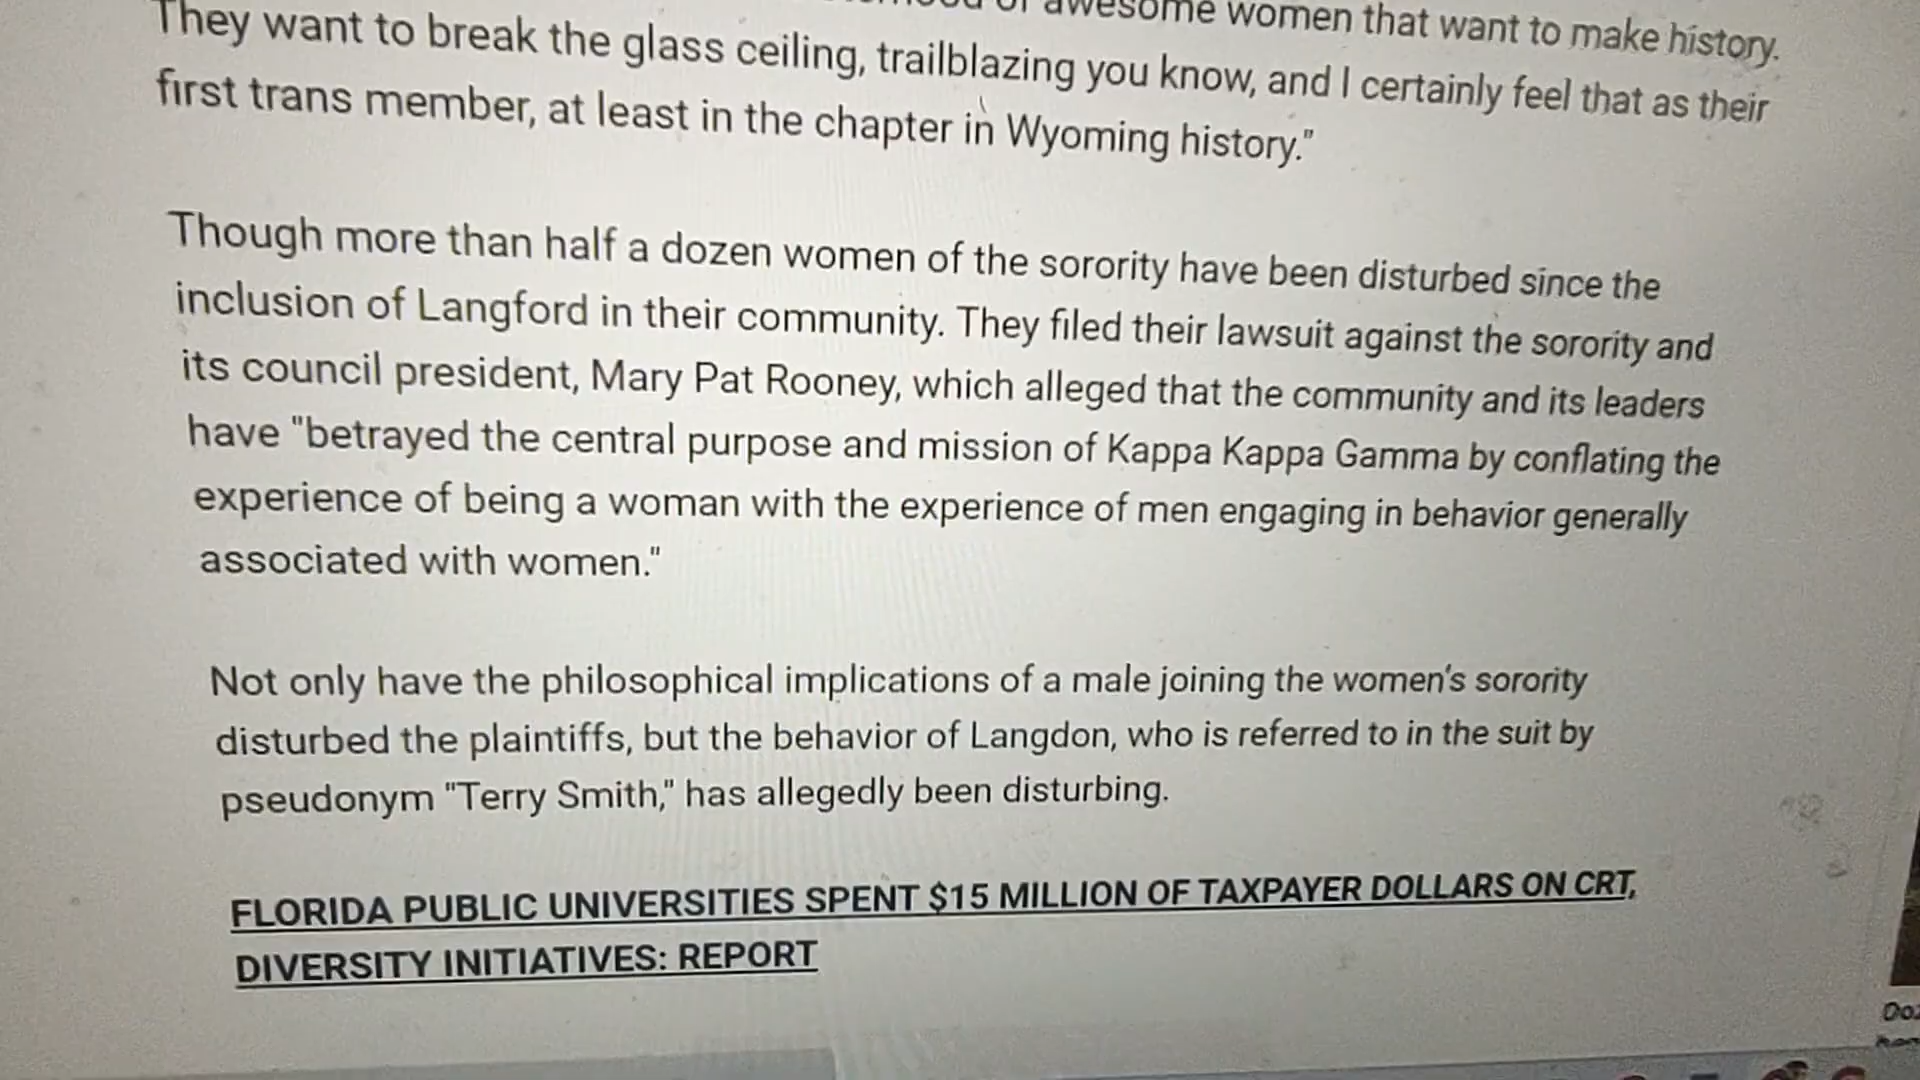 awesome women that want to make history.
They want to break the glass ceiling, trailblazing you know, and I certainly feel that as their
first trans member, at least in the chapter in Wyoming history."
Though more than half a dozen women of the sorority have been disturbed since the
inclusion of Langford in their community. They filed their lawsuit against the sorority and
its council president, Mary Pat Rooney, which alleged that the community and its leaders
have "betrayed the central purpose and mission of Kappa Kappa Gamma by conflating the
experience of being a woman with the experience of men engaging in behavior generally
associated with women."
Not only have the philosophical implications of a male joining the women's sorority
disturbed the plaintiffs, but the behavior of Langdon, who is referred to in the suit by
pseudonym "Terry Smith," has allegedly been disturbing.
FLORIDA PUBLIC UNIVERSITIES SPENT $15 MILLION OF TAXPAYER DOLLARS ON CRT,
DIVERSITY INITIATIVES: REPORT